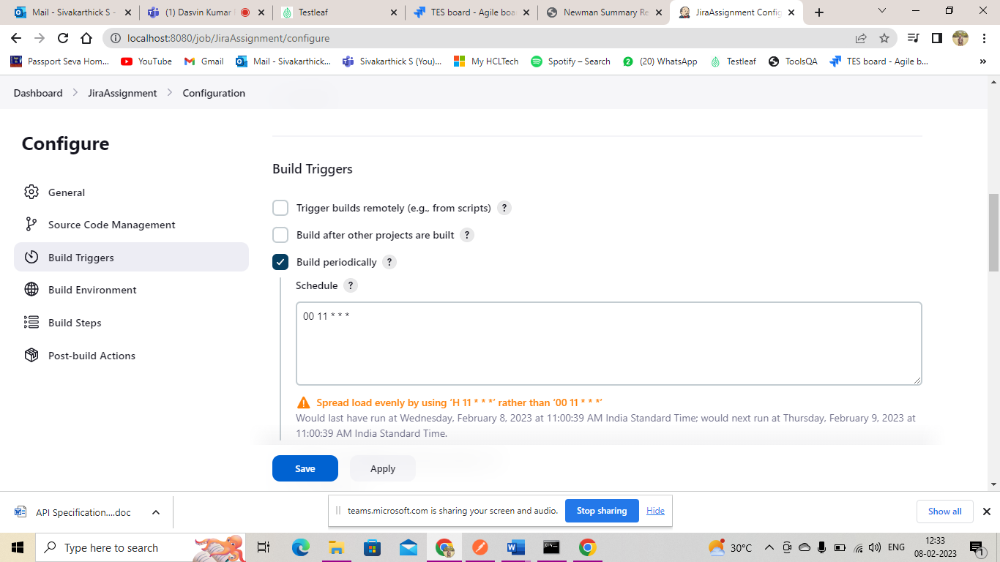 Mail - Sivakarthick S -
(1) Dasvin Kumar
Testleaf
TES board - Agile boa
Newman Summary Re
JiraAssignment Config
localhost:8080/job/JiraAssignment/configure
Passport Seva Hom...
YouTube
Gmail
Mail - Sivakarthick...
Sivakarthick S (You)...
My HCLTech
Spotify – Search
(20) WhatsApp
Testleaf
ToolsQA
TES board - Agile b...
»
Dashboard > JiraAssignment > Configuration
Configure
General
Source Code Management
Build Triggers
Build Environment
Build Steps
Post-build Actions
Build Triggers
Trigger builds remotely (e.g., from scripts) ?
Build after other projects are built ?
Build periodically ?
Schedule ?
00 11 * * *
Spread load evenly by using ‘H 11 * * *’ rather than ‘00 11 * * *’
Would last have run at Wednesday, February 8, 2023 at 11:00:39 AM India Standard Time; would next run at Thursday, February 9, 2023 at
11:00:39 AM India Standard Time.
Save
Apply
API Specification....doc
teams.microsoft.com is sharing your screen and audio.
Stop sharing
Hide
Show all
Type here to search
30°C
ENG
12:33
08-02-2023
1